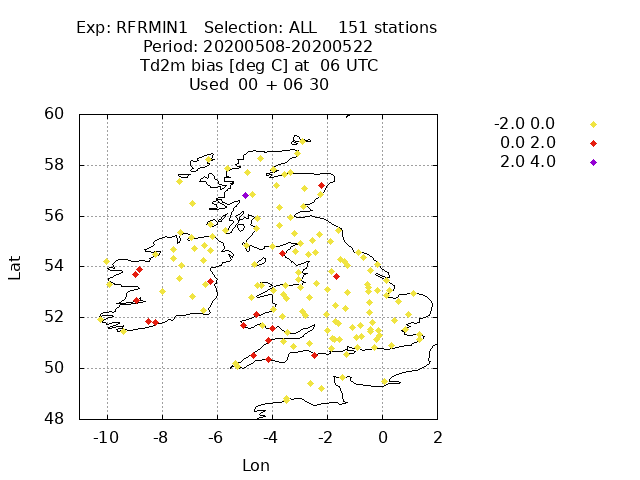 Exp: RFRMIN1 Selection: ALL 151 stations
Period: 20200508-20200522
Td2m bias [deg C] at 06 UTC
Used 00 + 06 30
-2.0 0.0
0.0 2.0
2.0 4.0
60
58
56
54
52
50
48
Lat
-10 -8 -6 -4 -2 0 2
Lon